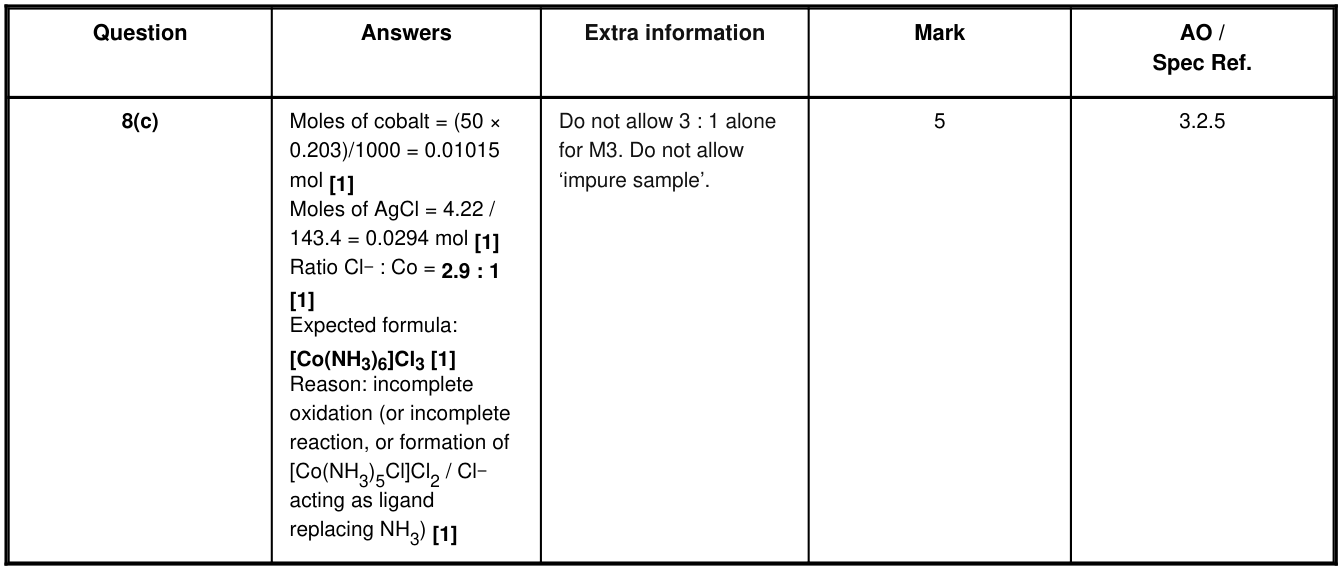 Question Answers Extra information Mark AO /
Spec Ref.
8(c) Moles of cobalt = (50 × Do not allow 3 : 1 alone 5 3.2.5
0.203)/1000 = 0.01015 for M3. Do not allow
mol [1] ‘impure sample’.
Moles of AgCl = 4.22 /
143.4 = 0.0294 mol [1]
Ratio Cl− : Co = 2.9 : 1
[1]
Expected formula:
[Co(NH3)6]Cl3 [1]
Reason: incomplete
oxidation (or incomplete
reaction, or formation of
[Co(NH3)5Cl]Cl2 / Cl−
acting as ligand
replacing NH3) [1]